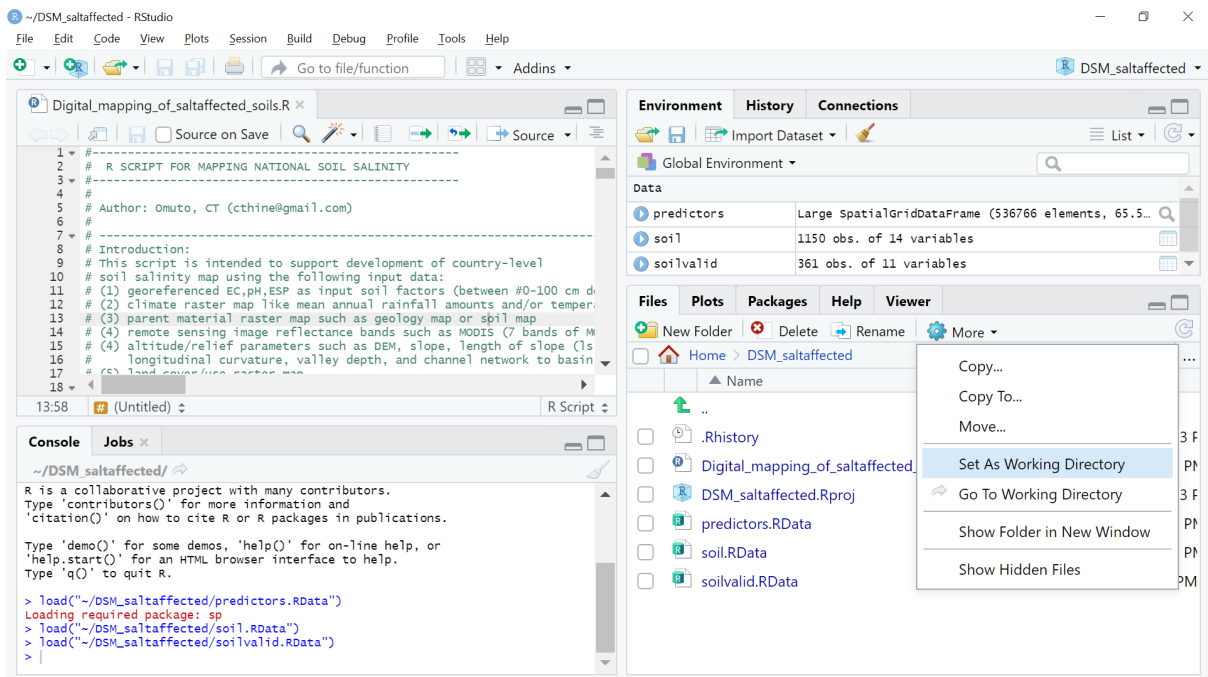 ~/DSM_saltaffected - RStudio
File Edit Code View Plots Session Build Debug Profile Tools Help
Go to file/function Addins DSM_saltaffected
Digital_mapping_of_saltaffected_soils.R
Source on Save Source
1 #----------------------------------------------------
2 # R SCRIPT FOR MAPPING NATIONAL SOIL SALINITY
3 #----------------------------------------------------
4 #
5 # Author: Omuto, CT (cthine@gmail.com)
6 #
7 # ----------------------------------------------------------------------
8 # Introduction:
9 # This script is intended to support development of country-level
10 # soil salinity map using the following input data:
11 # (1) georeferenced EC,pH,ESP as input soil factors (between #0-100 cm d
12 # (2) climate raster map like mean annual rainfall amounts and/or temper
13 # (3) parent material raster map such as geology map or soil map
14 # (4) remote sensing image reflectance bands such as MODIS (7 bands of M
15 # (4) altitude/relief parameters such as DEM, slope, length of slope (ls
16 # longitudinal curvature, valley depth, and channel network to basin
17 # (5) land cover/use raster map
18
13:58 # (Untitled) R Script
Console Jobs
~/DSM_saltaffected/
R is a collaborative project with many contributors.
Type 'contributors()' for more information and
'citation()' on how to cite R or R packages in publications.
Type 'demo()' for some demos, 'help()' for on-line help, or
'help.start()' for an HTML browser interface to help.
Type 'q()' to quit R.
> load("~/DSM_saltaffected/predictors.RData")
Loading required package: sp
> load("~/DSM_saltaffected/soil.RData")
> load("~/DSM_saltaffected/soilvalid.RData")
>
Environment History Connections
Import Dataset List
Global Environment
Data
predictors Large SpatialGridDataFrame (536766 elements, 65.5…
soil 1150 obs. of 14 variables
soilvalid 361 obs. of 11 variables
Files Plots Packages Help Viewer
New Folder Delete Rename More
Home > DSM_saltaffected ...
Name
..
.Rhistory 3 P
Digital_mapping_of_saltaffected_ PM
DSM_saltaffected.Rproj 3 P
predictors.RData PM
soil.RData PM
soilvalid.RData PM
Copy...
Copy To...
Move...
Set As Working Directory
Go To Working Directory
Show Folder in New Window
Show Hidden Files